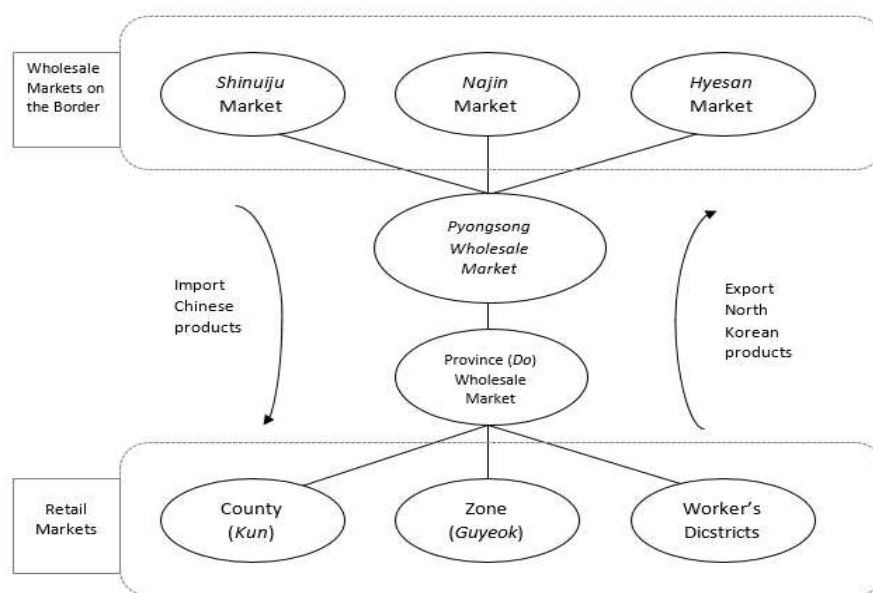 Wholesale
Markets on
the Border
Shinuiju
Market
Najin
Market
Hyesan
Market
Pyongsong
Wholesale
Market
Import
Chinese
products
Export
North
Korean
products
Province (Do)
Wholesale
Market
Retail
Markets
County
(Kun)
Zone
(Guyeok)
Worker's
Dicstricts